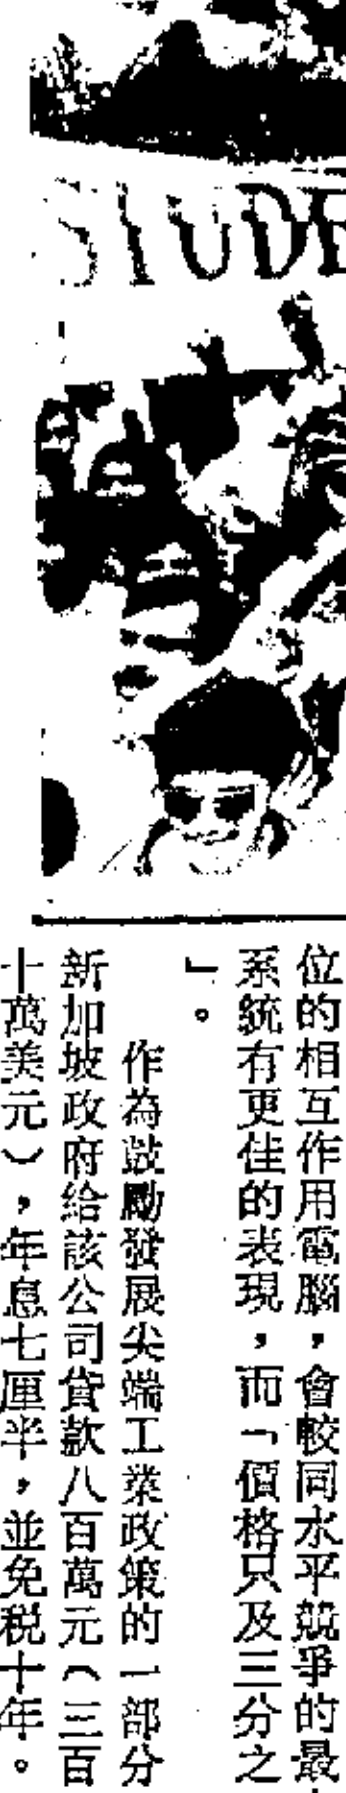 STUDE
位的相互作用電腦，會較同水平競爭的最
系統有更佳的表現，而「價格只及三分之
」。
作為鼓勵發展尖端工業政策的一部分
新加坡政府給該公司貸款八百萬元（三百
十萬美元），年息七厘半，並免税十年。